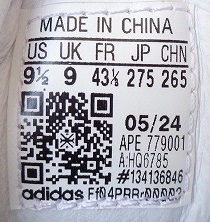 MADE IN CHINA
US UK FR JP CHN
9½ 9 43⅓ 275 265
05/24
APE 779001
A:HQ6785
#134136846
adidas